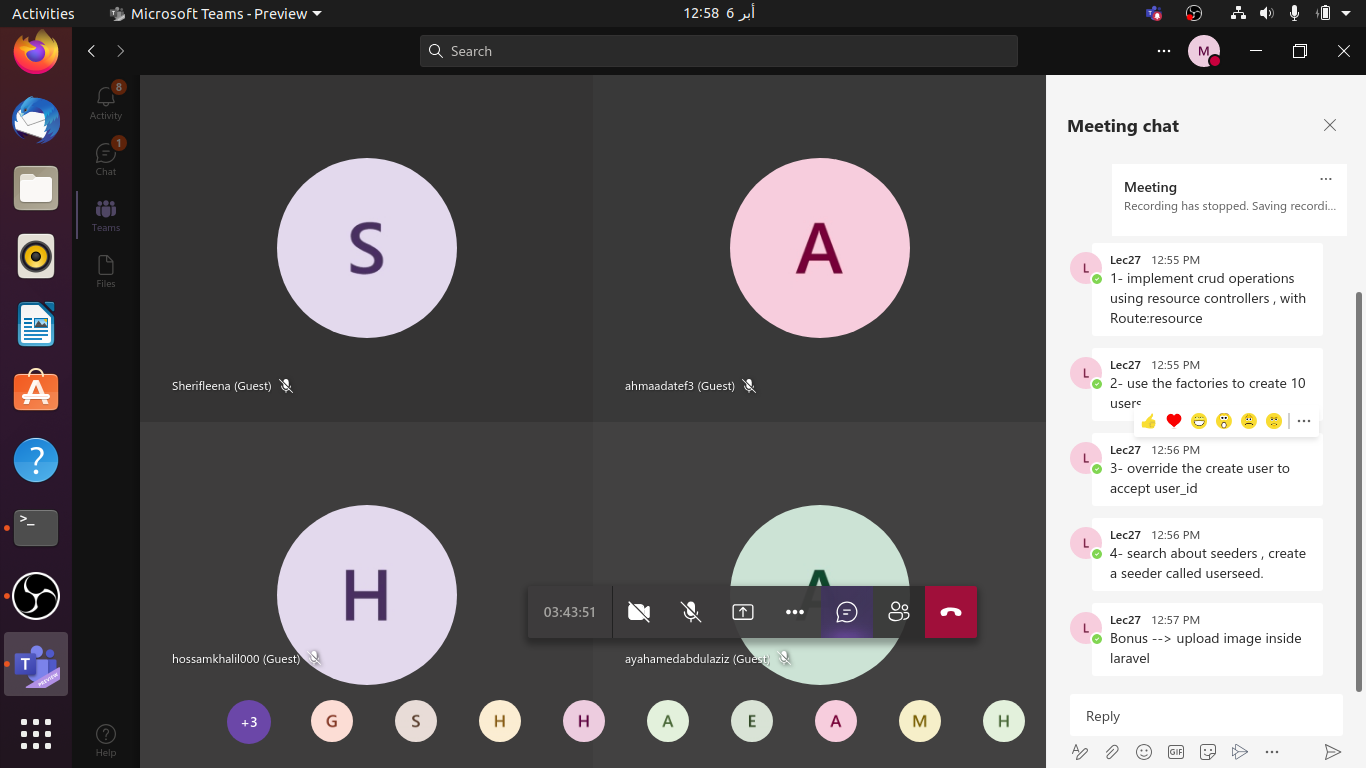 Activities
Microsoft Teams - Preview
12:58 6 أبر
Search
M
8
Activity
1
Chat
Teams
Files
Help
S
Sherifleena (Guest)
A
ahmaadatef3 (Guest)
H
hossamkhalil000 (Guest)
A
ayahamedabdulaziz (Guest)
03:43:51
+3
G
S
H
H
A
E
A
M
H
Meeting chat
Meeting
Recording has stopped. Saving recordi...
L
Lec27 12:55 PM
1- implement crud operations
using resource controllers , with
Route:resource
L
Lec27 12:55 PM
2- use the factories to create 10
users
L
Lec27 12:56 PM
3- override the create user to
accept user_id
L
Lec27 12:56 PM
4- search about seeders , create
a seeder called userseed.
L
Lec27 12:57 PM
Bonus --> upload image inside
laravel
Reply
GIF
T
PREVIEW